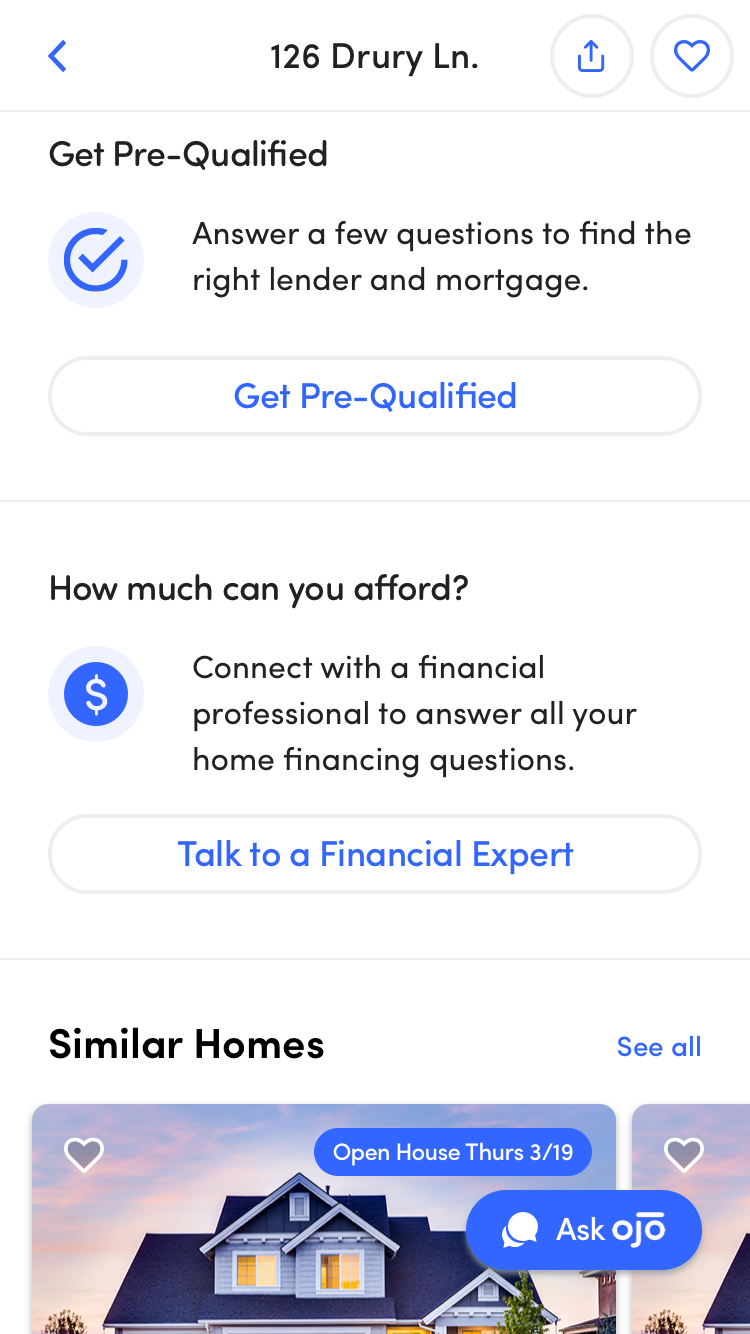 126 Drury Ln.
Get Pre-Qualified
Answer a few questions to find the
right lender and mortgage.
Get Pre-Qualified
How much can you afford?
$
Connect with a financial
professional to answer all your
home financing questions.
Talk to a Financial Expert
Similar Homes
See all
Open House Thurs 3/19
Ask ojō